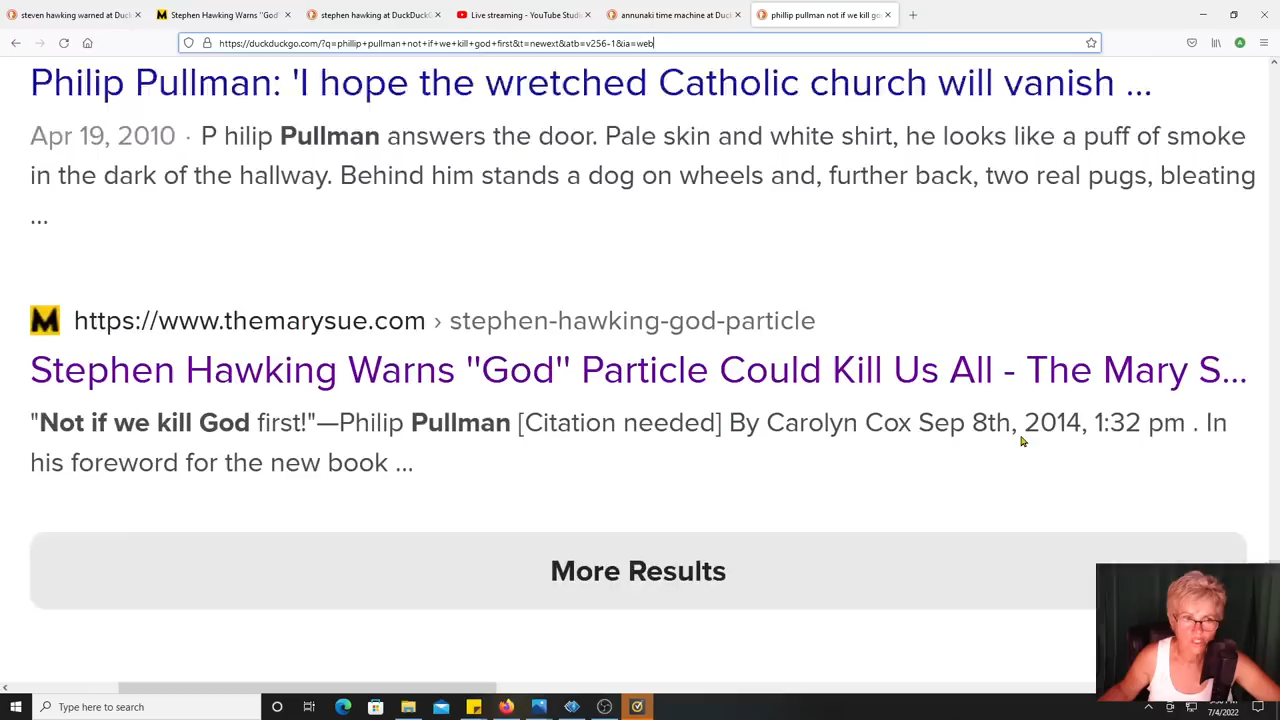 steven hawking warned at Duc
Stephen Hawking Warns "God"
stephen hawking at DuckDuckG
Live streaming - YouTube Studi
annunaki time machine at Duc
phillip pullman not if we kill go
https://duckduckgo.com/?q=phillip+pullman+not+if+we+kill+god+first&t=newext&atb=v256-1&ia=web
Philip Pullman: 'I hope the wretched Catholic church will vanish ...
Apr 19, 2010 · P hilip Pullman answers the door. Pale skin and white shirt, he looks like a puff of smoke
in the dark of the hallway. Behind him stands a dog on wheels and, further back, two real pugs, bleating
...
M https://www.themarysue.com › stephen-hawking-god-particle
Stephen Hawking Warns ''God'' Particle Could Kill Us All - The Mary S...
"Not if we kill God first!"—Philip Pullman [Citation needed] By Carolyn Cox Sep 8th, 2014, 1:32 pm . In
his foreword for the new book ...
More Results
Type here to search
7/4/2022